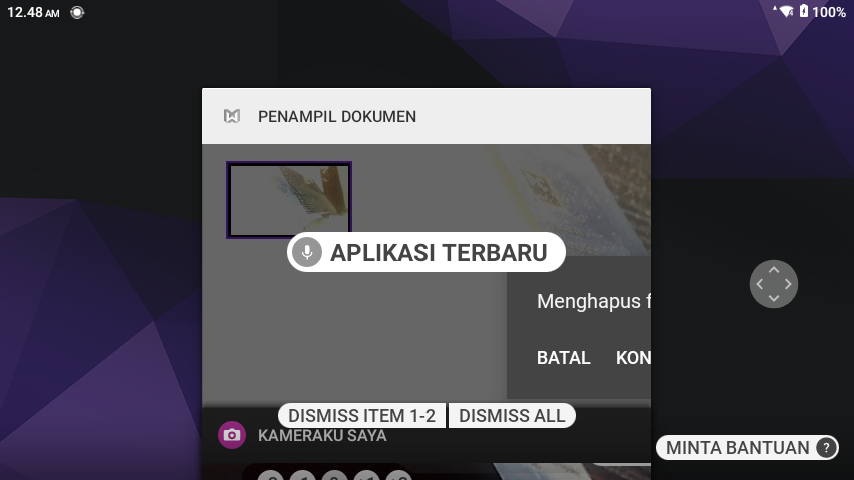 12.48 AM
100%
PENAMPIL DOKUMEN
APLIKASI TERBARU
Menghapus f
BATAL KON
DISMISS ITEM 1-2 DISMISS ALL
KAMERAKU SAYA
MINTA BANTUAN ?